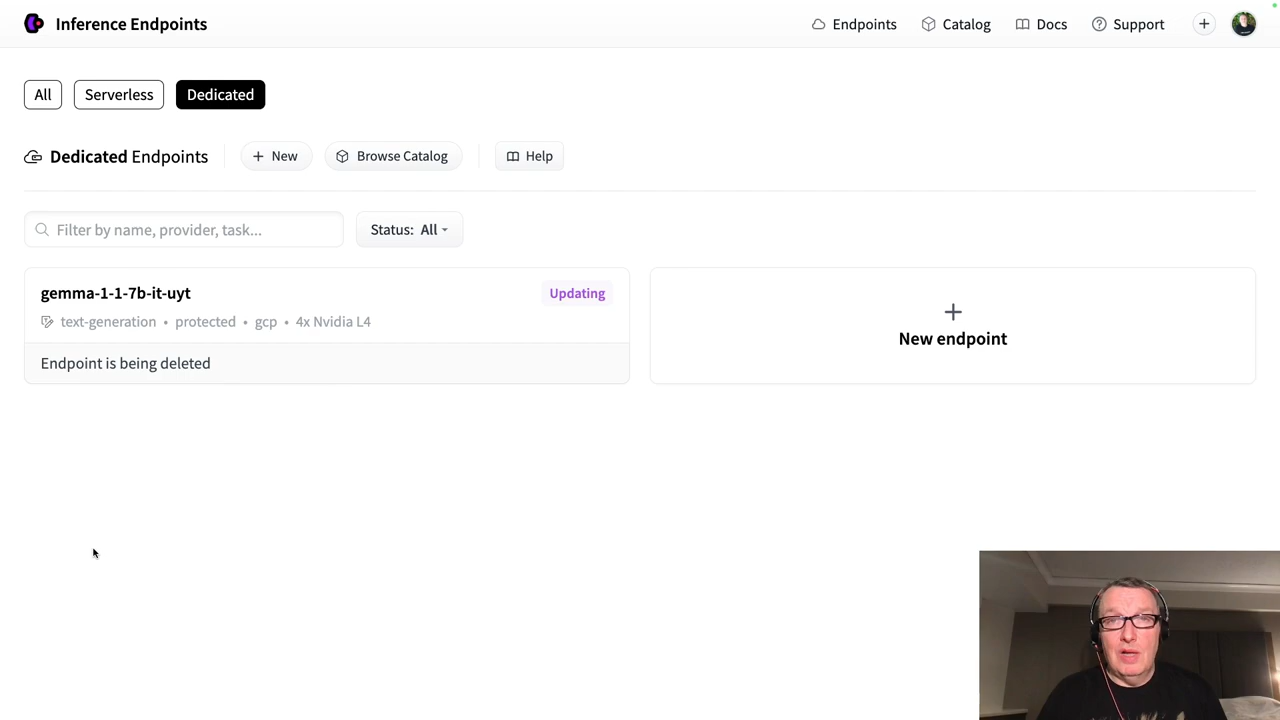 Inference Endpoints
Endpoints
Catalog
Docs
Support
All
Serverless
Dedicated
Dedicated Endpoints
New
Browse Catalog
Help
Filter by name, provider, task...
Status: All
gemma-1-1-7b-it-uyt
Updating
text-generation • protected • gcp • 4x Nvidia L4
Endpoint is being deleted
New endpoint